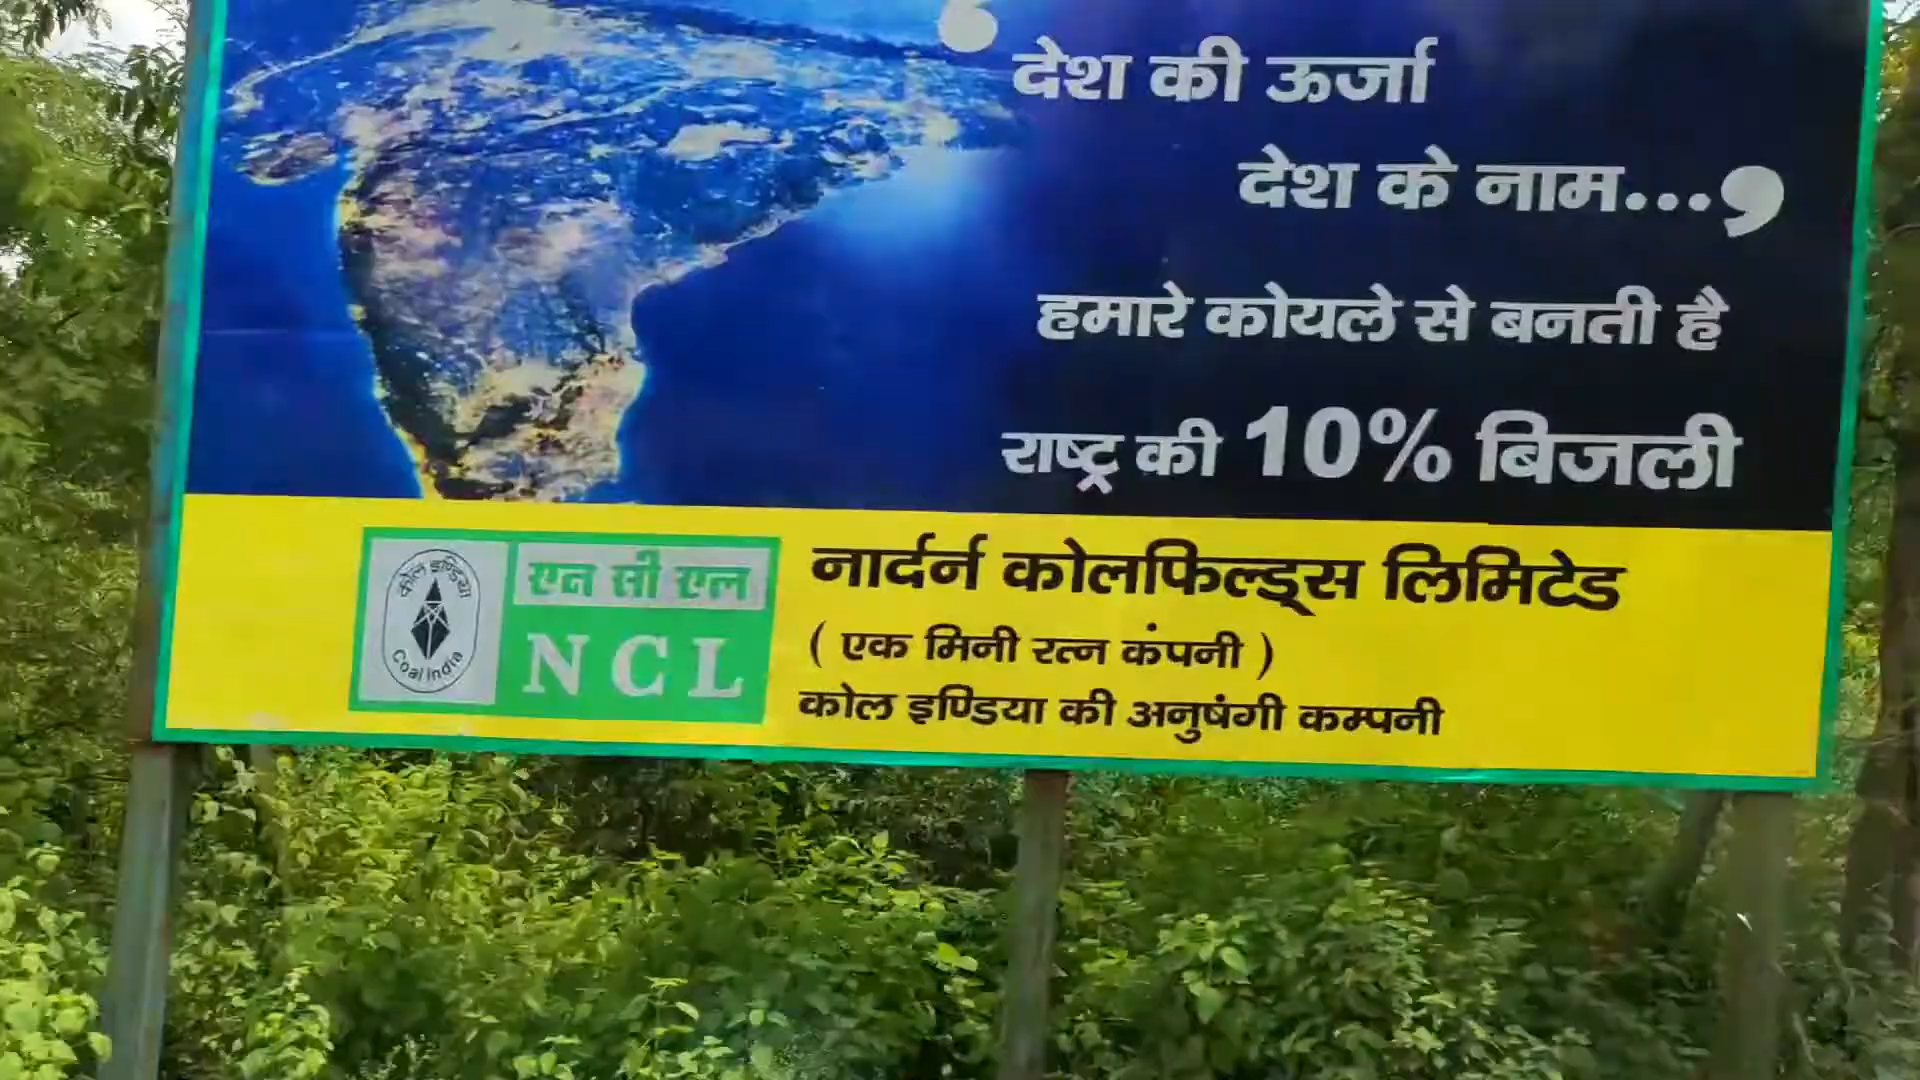 ‘देश की ऊर्जा
देश के नाम...’
हमारे कोयले से बनती है
राष्ट्र की 10% बिजली
कोल इण्डिया
Coal India
एन सी एल
NCL
नार्दर्न कोलफिल्ड्स लिमिटेड
( एक मिनी रत्न कंपनी )
कोल इण्डिया की अनुषंगी कम्पनी